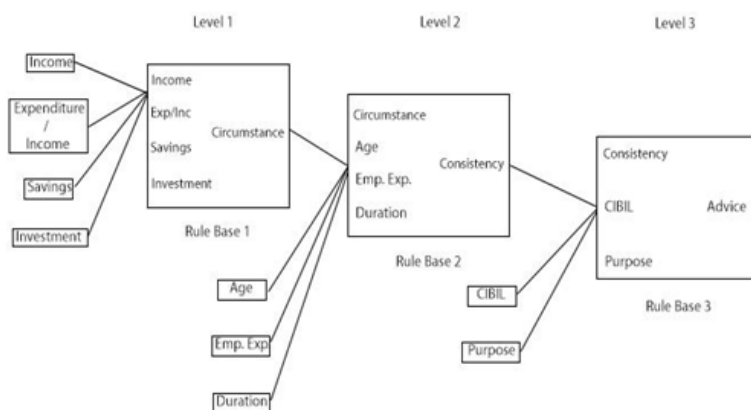 Level 1
Level 2
Level 3
Income
Expenditure
/
Income
Savings
Investment
Income
Exp/Inc
Savings
Investment
Circumstance
Rule Base 1
Circumstance
Age
Emp. Exp.
Duration
Consistency
Rule Base 2
Age
Emp. Exp
Duration
Consistency
CIBIL
Purpose
Advice
Rule Base 3
CIBIL
Purpose